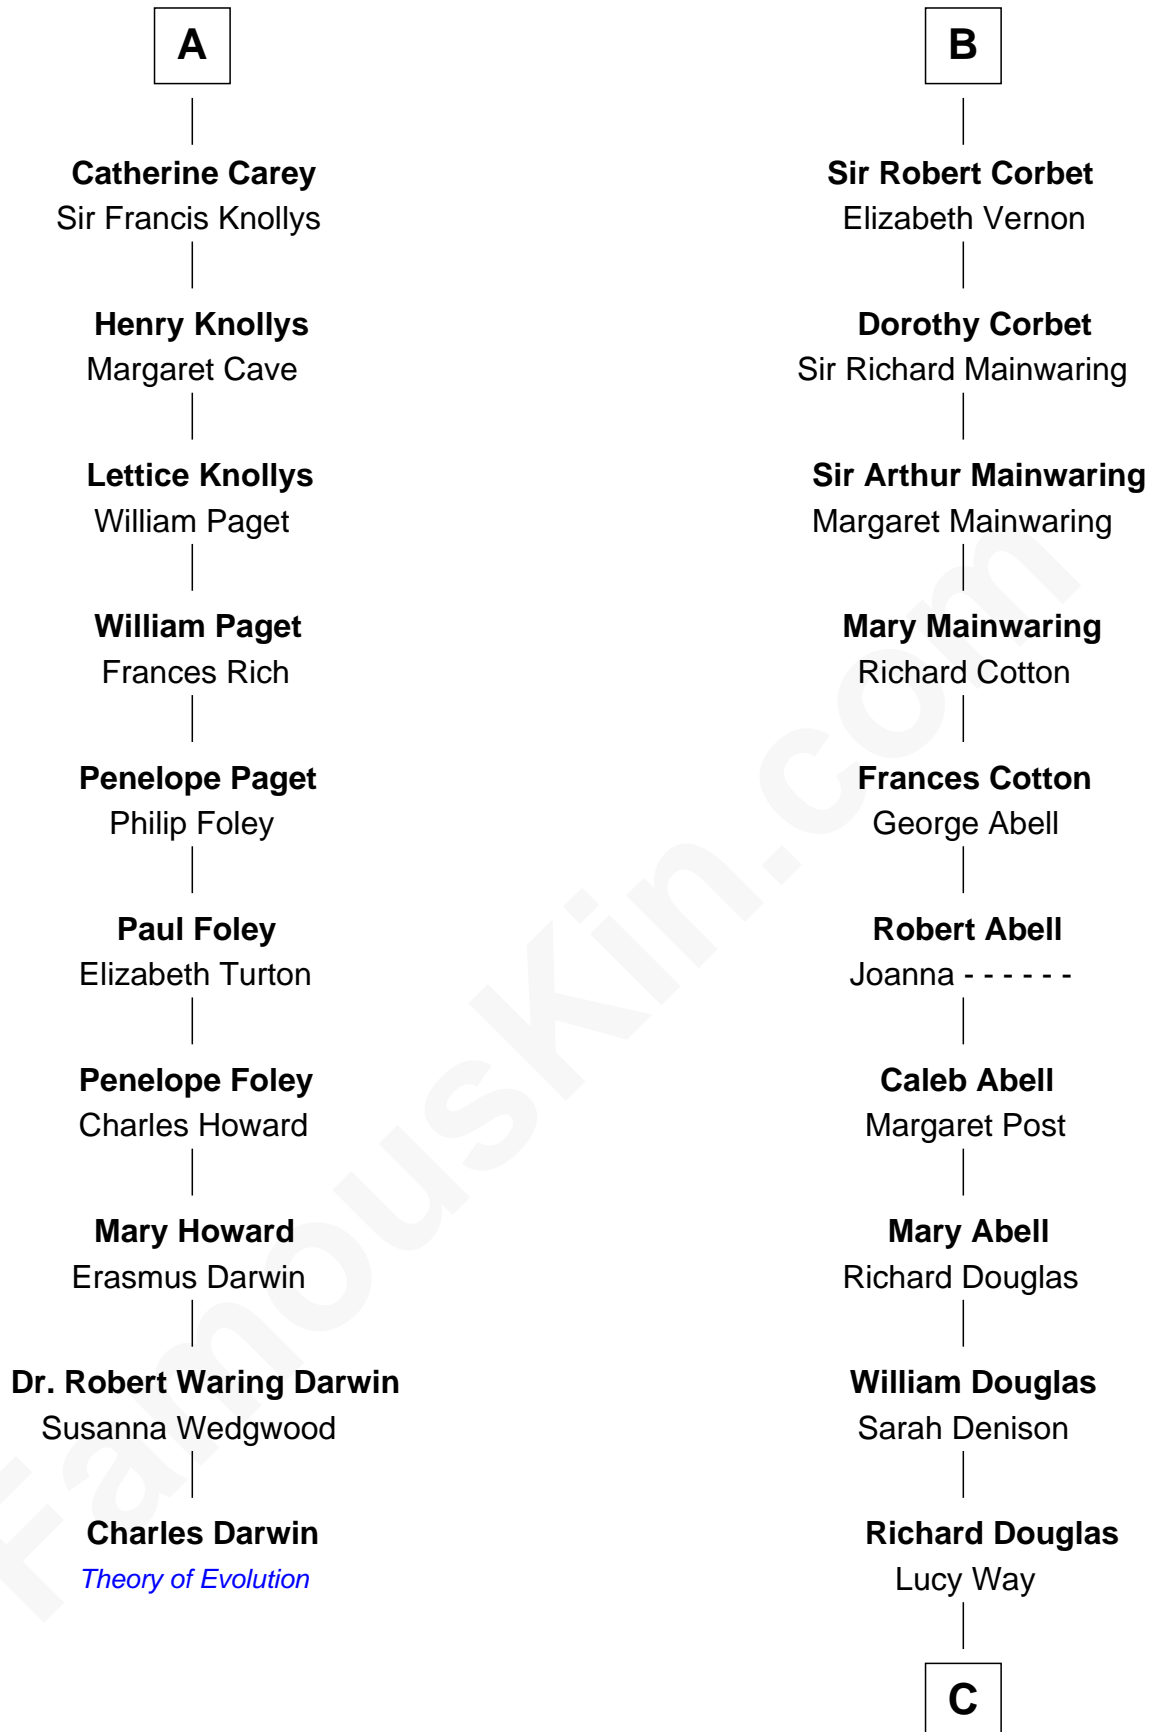 A
Catherine Carey
Sir Francis Knollys
Henry Knollys
Margaret Cave
Lettice Knollys
William Paget
William Paget
Frances Rich
Penelope Paget
Philip Foley
Paul Foley
Elizabeth Turton
Penelope Foley
Charles Howard
Mary Howard
Erasmus Darwin
Dr. Robert Waring Darwin
Susanna Wedgwood
Charles Darwin
Theory of Evolution
B
Sir Robert Corbet
Elizabeth Vernon
Dorothy Corbet
Sir Richard Mainwaring
Sir Arthur Mainwaring
Margaret Mainwaring
Mary Mainwaring
Richard Cotton
Frances Cotton
George Abell
Robert Abell
Joanna - - - - - -
Caleb Abell
Margaret Post
Mary Abell
Richard Douglas
William Douglas
Sarah Denison
Richard Douglas
Lucy Way
C
FamousKin.com